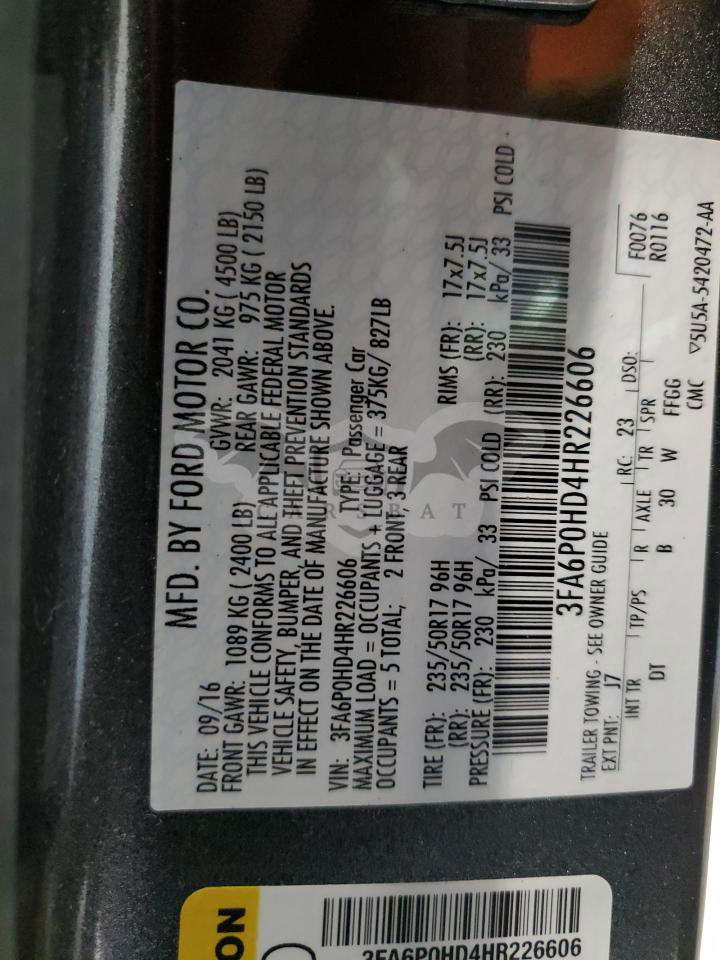 MFD. BY FORD MOTOR CO.
DATE: 09/16 GVWR: 2041 KG ( 4500 LB)
FRONT GAWR: 1089 KG ( 2400 LB) REAR GAWR: 975 KG ( 2150 LB)
THIS VEHICLE CONFORMS TO ALL APPLICABLE FEDERAL MOTOR
VEHICLE SAFETY, BUMPER, AND THEFT PREVENTION STANDARDS
IN EFFECT ON THE DATE OF MANUFACTURE SHOWN ABOVE.
VIN: 3FA6P0HD4HR226606 TYPE: Passenger Car
MAXIMUM LOAD = OCCUPANTS + LUGGAGE = 375KG/ 827LB
OCCUPANTS = 5 TOTAL; 2 FRONT, 3 REAR
TIRE (FR): 235/50R17 96H RIMS (FR): 17x7.5J
(RR): 235/50R17 96H (RR): 17x7.5J
PRESSURE (FR): 230 kPa/ 33 PSI COLD (RR): 230 kPa/ 33 PSI COLD
3FA6P0HD4HR226606
TRAILER TOWING - SEE OWNER GUIDE
EXT PNT: J7 RC: 23 DSO: F0076
R0116
INT TR TP/PS R AXLE TR SPR
DT B 30 W FFGG
CMC ▽5U5A-5420472-AA
CARSBAT
ON
3FA6P0HD4HR226606